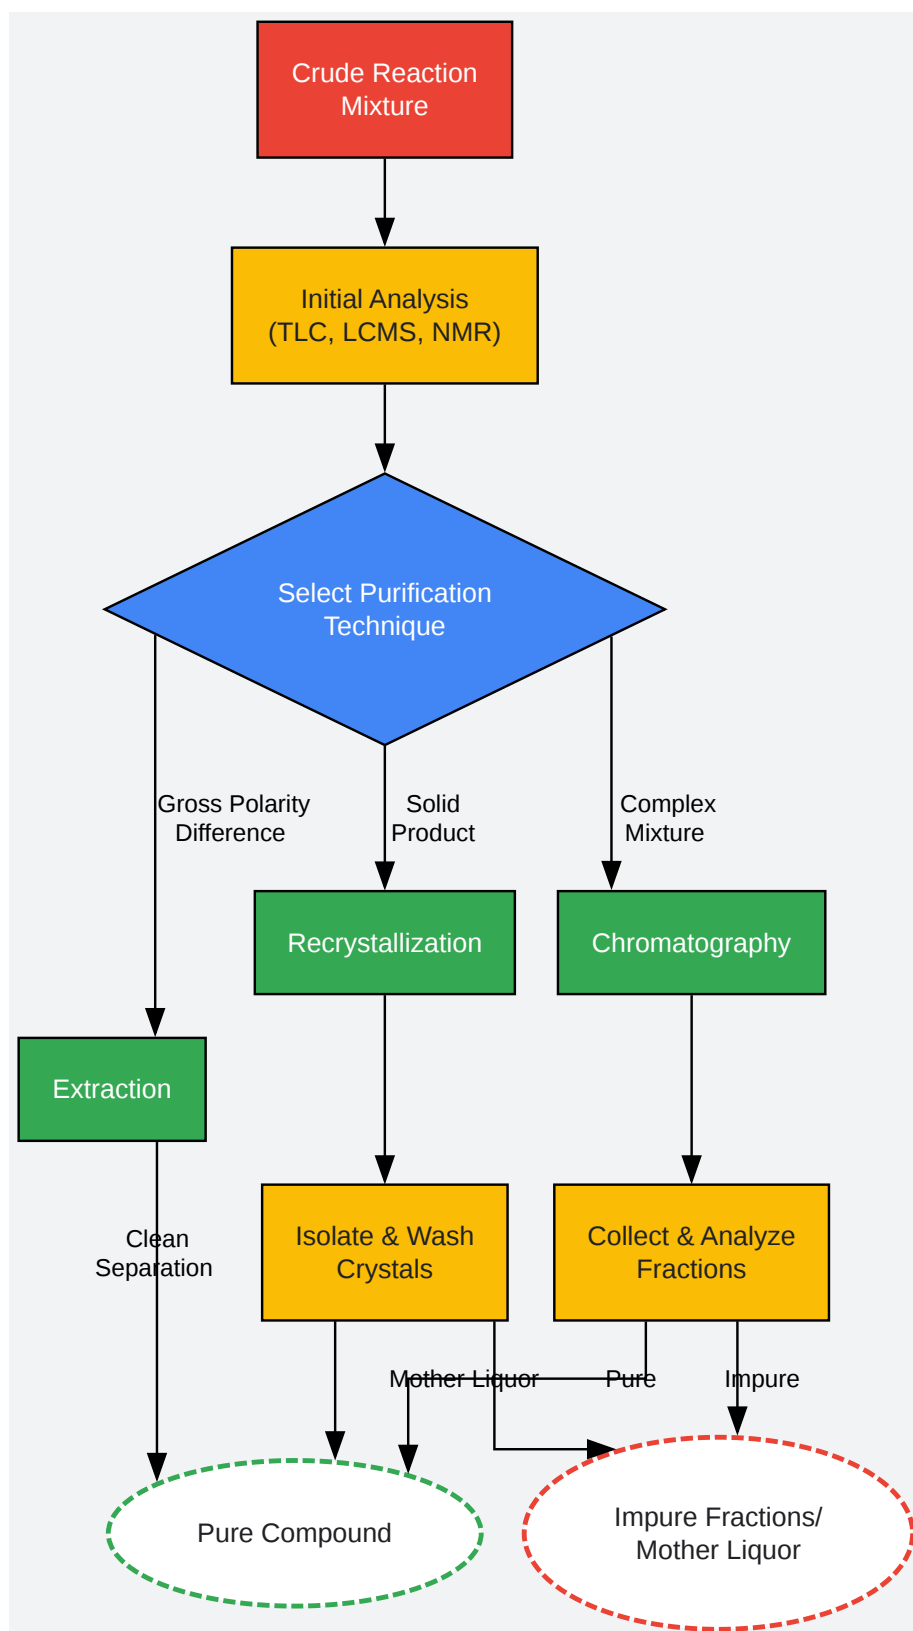 Crude Reaction
Mixture
Initial Analysis
(TLC, LCMS, NMR)
Select Purification
Technique
Gross Polarity
Difference
Solid
Product
Complex
Mixture
Recrystallization
Chromatography
Extraction
Clean
Separation
Isolate & Wash
Crystals
Collect & Analyze
Fractions
Mother Liquor
Pure
Impure
Pure Compound
Impure Fractions/
Mother Liquor